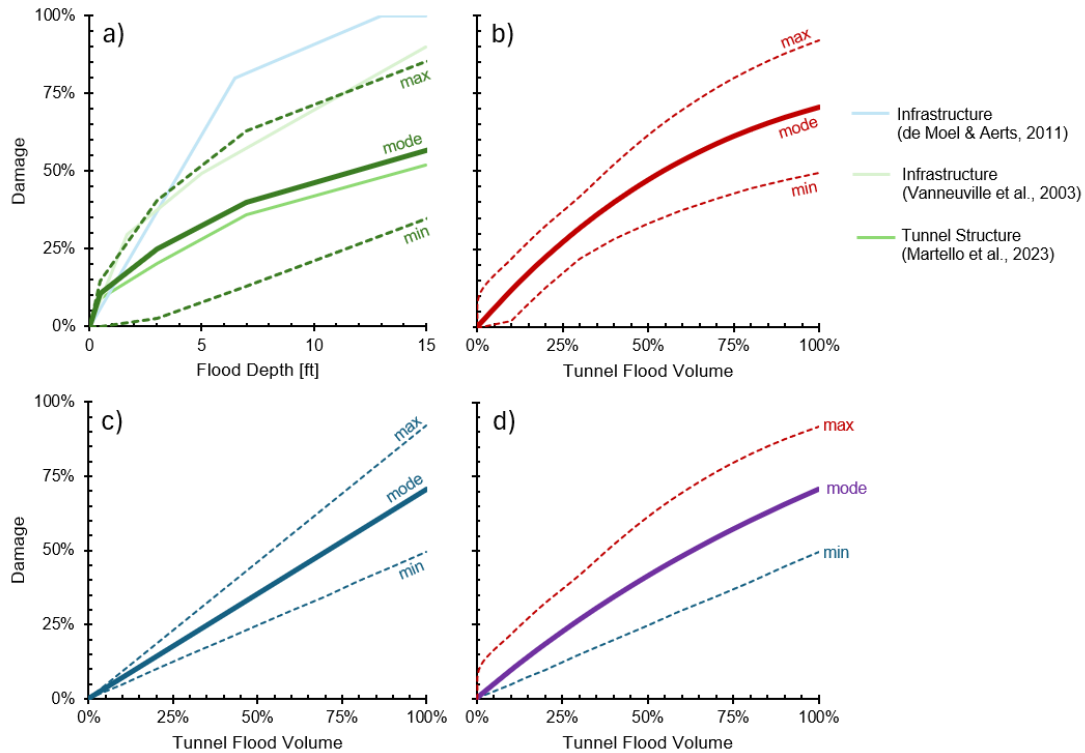 100%
75%
50%
25%
0%
Damage
a)
max
mode
min
0
5
10
15
Flood Depth [ft]
b)
max
mode
min
0%
25%
50%
75%
100%
Tunnel Flood Volume
Infrastructure
(de Moel & Aerts, 2011)
Infrastructure
(Vanneuville et al., 2003)
Tunnel Structure
(Martello et al., 2023)
100%
75%
50%
25%
0%
Damage
c)
max
mode
min
0%
25%
50%
75%
100%
Tunnel Flood Volume
d)
max
mode
min
0%
25%
50%
75%
100%
Tunnel Flood Volume